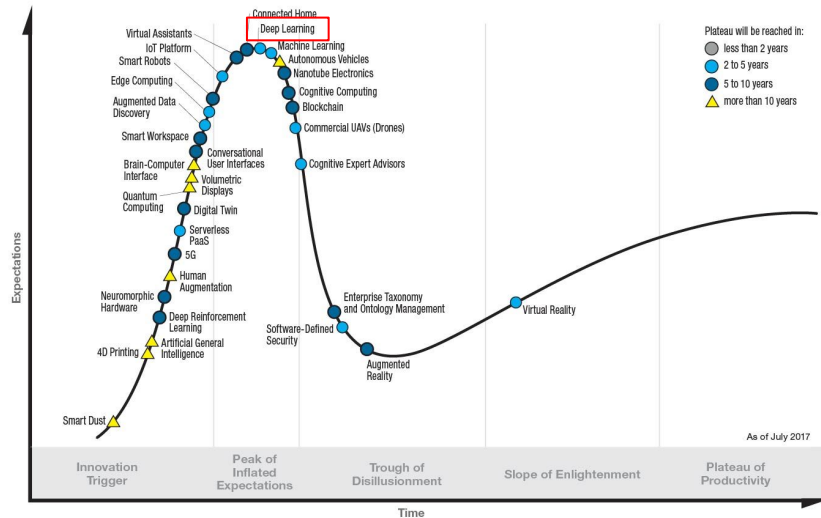 Connected Home
Deep Learning
Virtual Assistants
Machine Learning
IoT Platform
Autonomous Vehicles
Smart Robots
Nanotube Electronics
Edge Computing
Cognitive Computing
Augmented Data
Discovery
Blockchain
Commercial UAVs (Drones)
Smart Workspace
Conversational
User Interfaces
Cognitive Expert Advisors
Brain-Computer
Interface
Volumetric
Displays
Quantum
Computing
Digital Twin
Serverless
PaaS
5G
Human
Augmentation
Neuromorphic
Hardware
Deep Reinforcement
Learning
Artificial General
Intelligence
4D Printing
Smart Dust
Enterprise Taxonomy
and Ontology Management
Software-Defined
Security
Augmented
Reality
Virtual Reality
Plateau will be reached in:
less than 2 years
2 to 5 years
5 to 10 years
more than 10 years
Expectations
As of July 2017
Innovation
Trigger
Peak of
Inflated
Expectations
Trough of
Disillusionment
Slope of Enlightenment
Plateau of
Productivity
Time